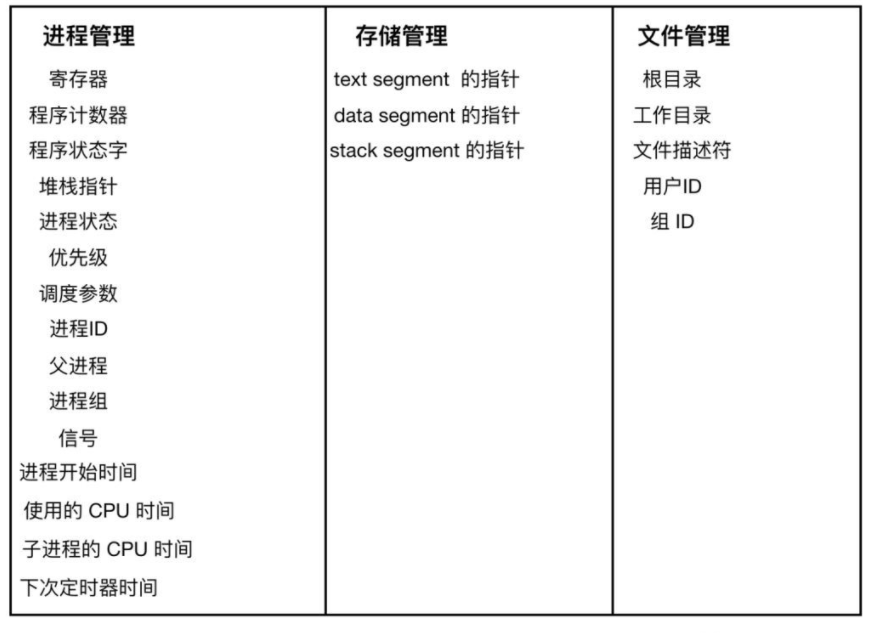 进程管理
寄存器
程序计数器
程序状态字
堆栈指针
进程状态
优先级
调度参数
进程ID
父进程
进程组
信号
进程开始时间
使用的 CPU 时间
子进程的 CPU 时间
下次定时器时间
存储管理
text segment 的指针
data segment 的指针
stack segment 的指针
文件管理
根目录
工作目录
文件描述符
用户ID
组 ID